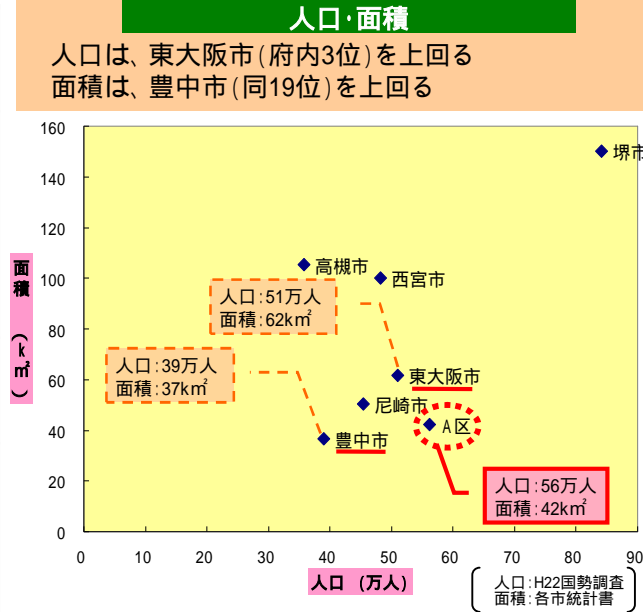 人口・面積
人口は、東大阪市(府内3位)を上回る
面積は、豊中市(同19位)を上回る
160
140
120
100
80
60
40
20
0
面積 (k㎡)
堺市
高槻市
西宮市
人口:51万人
面積:62k㎡
東大阪市
人口:39万人
面積:37k㎡
尼崎市
A区
豊中市
人口:56万人
面積:42k㎡
0 10 20 30 40 50 60 70 80 90
人口 (万人)
人口:H22国勢調査
面積:各市統計書